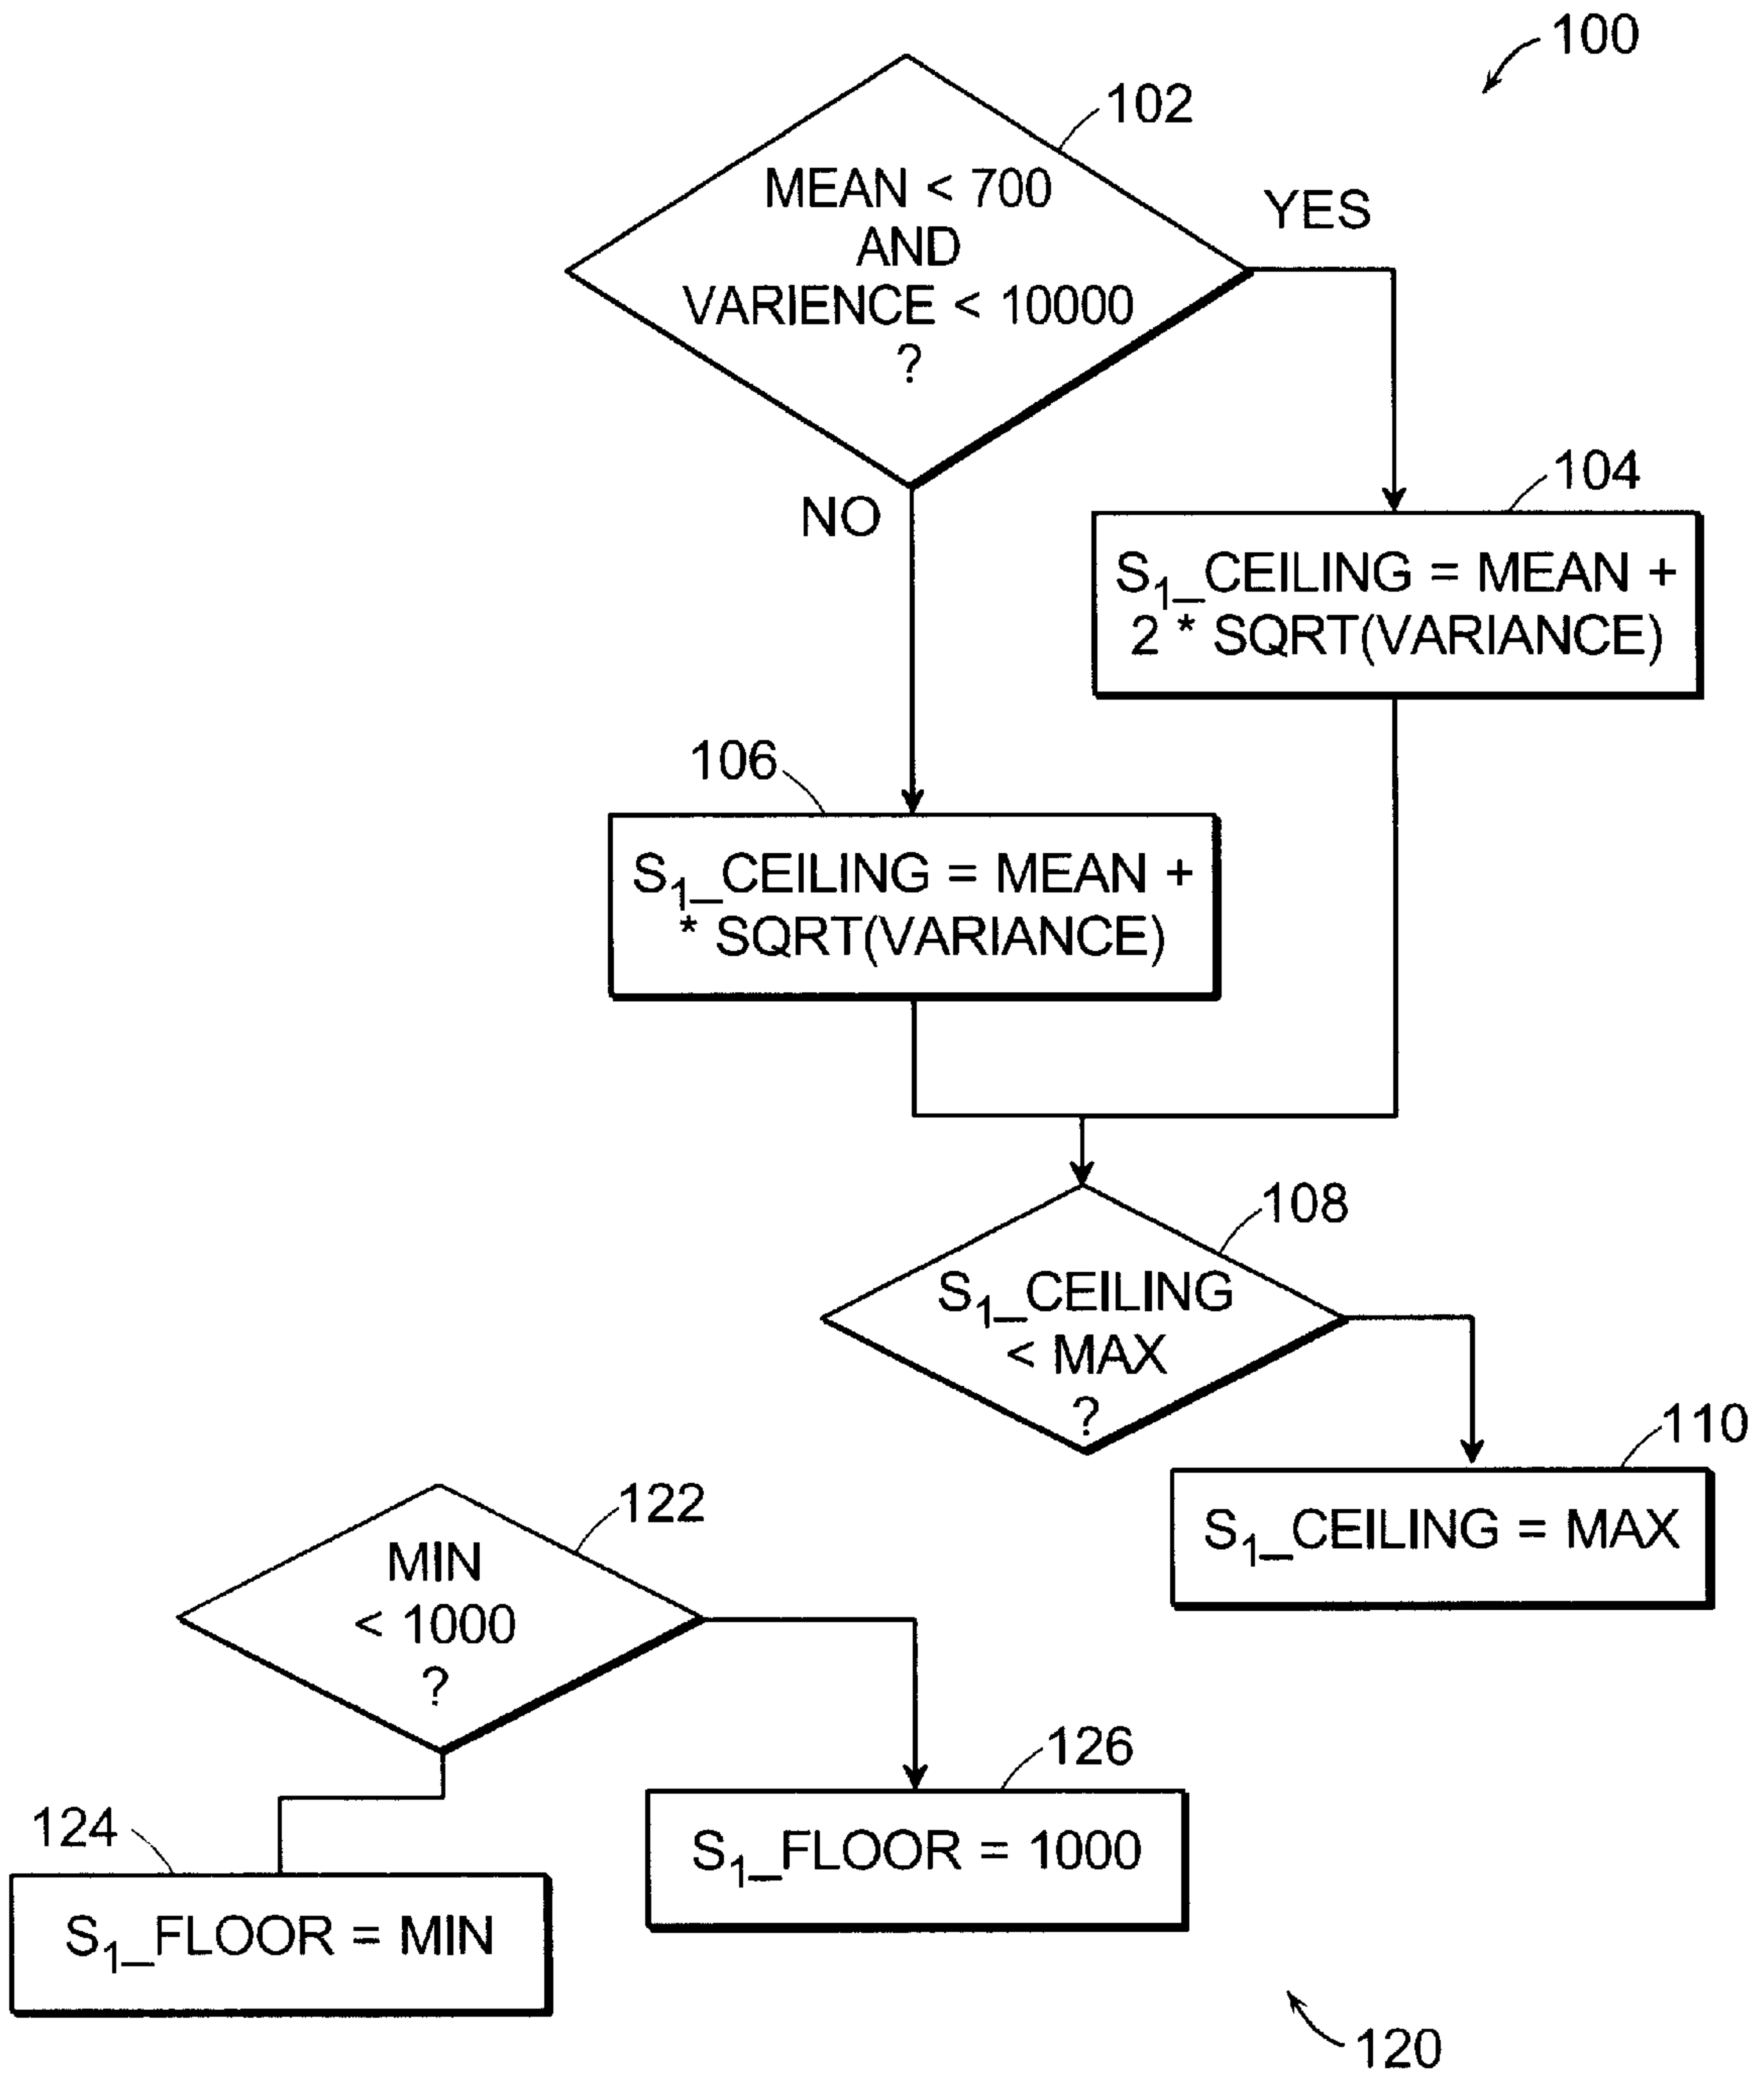 100
102
MEAN < 700
AND
VARIENCE < 10000
?
YES
NO
104
S1_CEILING = MEAN +
2 * SQRT(VARIANCE)
106
S1_CEILING = MEAN +
* SQRT(VARIANCE)
108
S1_CEILING
< MAX
?
110
S1_CEILING = MAX
122
MIN
< 1000
?
124
S1_FLOOR = MIN
126
S1_FLOOR = 1000
120